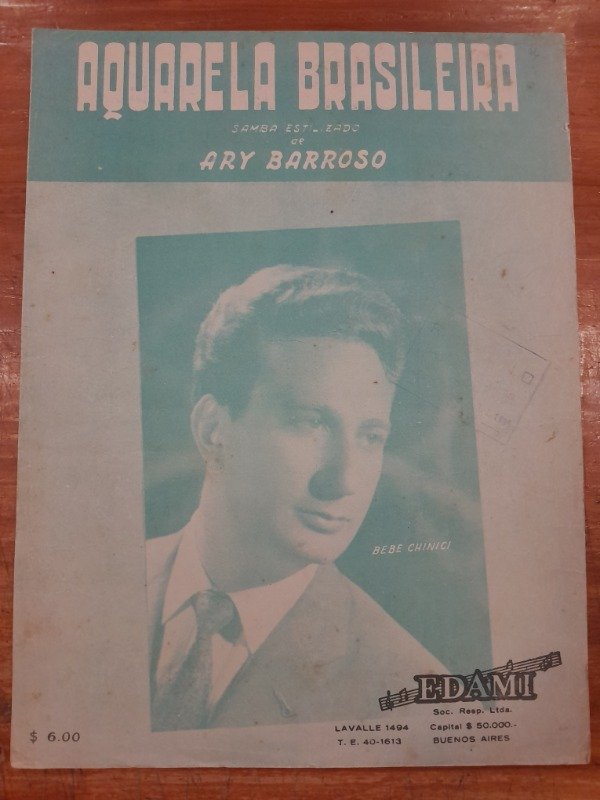 AQUARELA BRASILEIRA
SAMBA ESTILIZADO
de
ARY BARROSO
BEBE CHINICI
EDAMI
Soc. Resp. Ltda.
LAVALLE 1494 Capital $ 50.000.-
T. E. 40-1613 BUENOS AIRES
$ 6.00